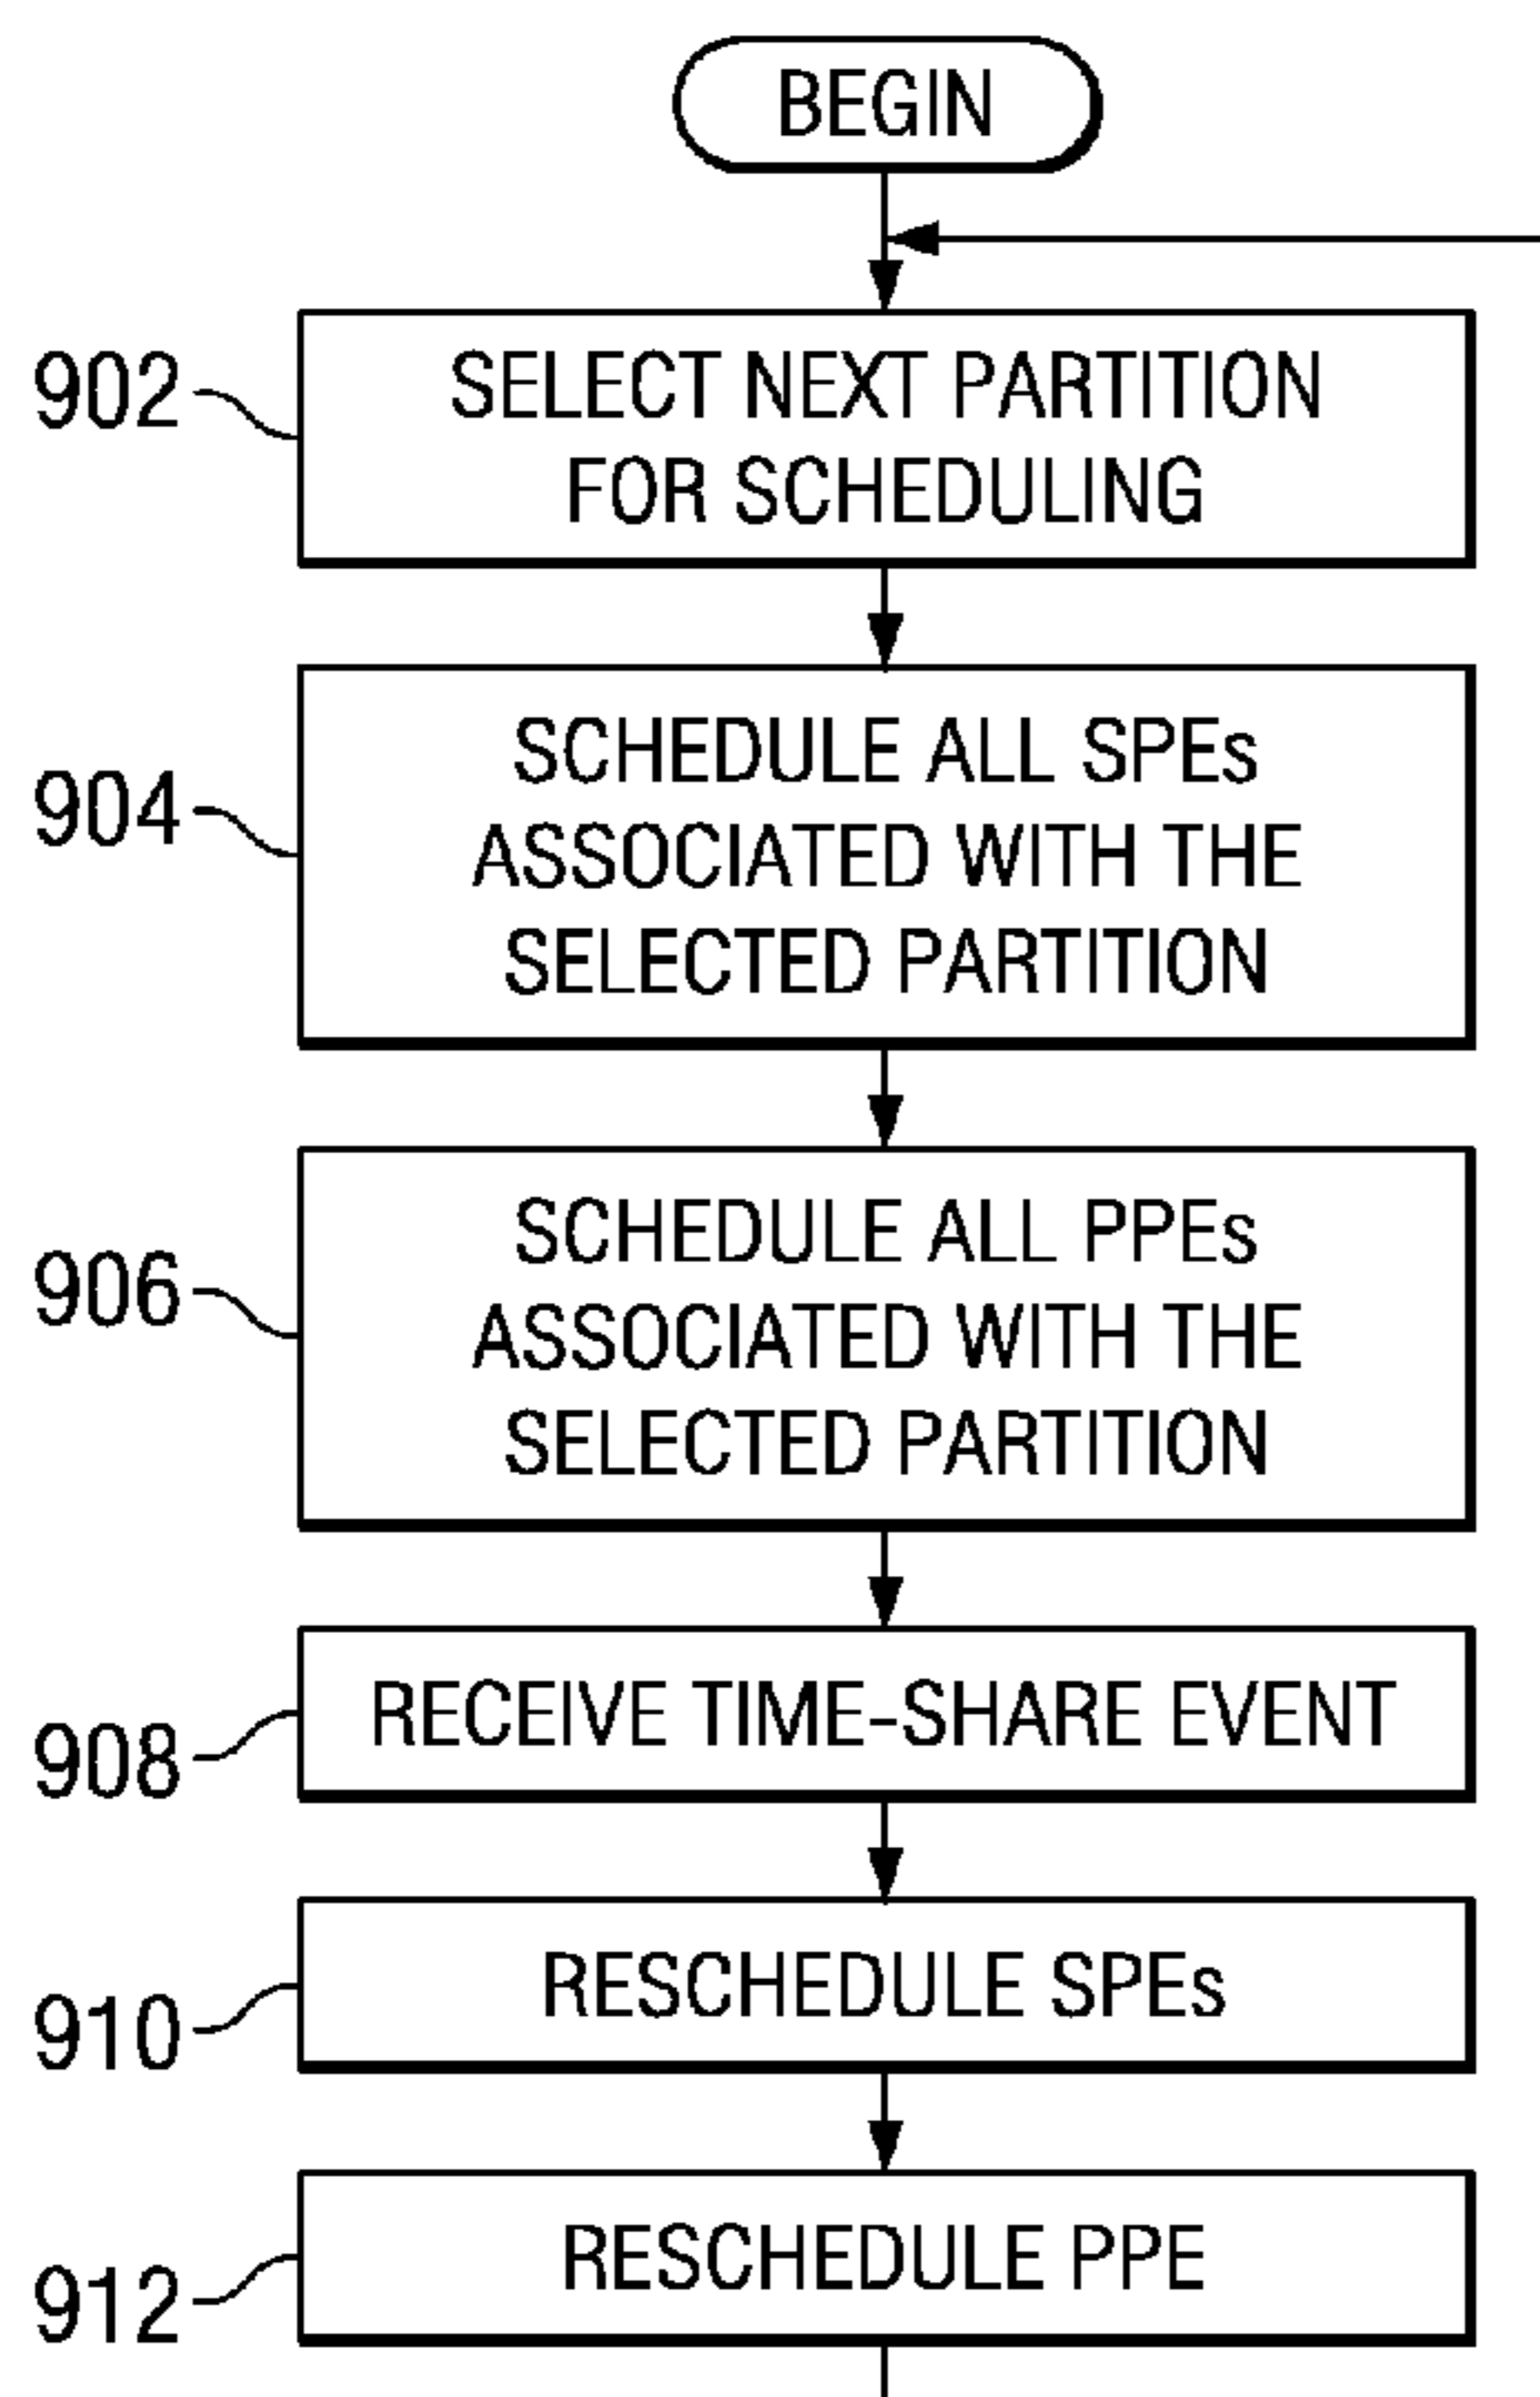 BEGIN
902
SELECT NEXT PARTITION
FOR SCHEDULING
904
SCHEDULE ALL SPEs
ASSOCIATED WITH THE
SELECTED PARTITION
906
SCHEDULE ALL PPEs
ASSOCIATED WITH THE
SELECTED PARTITION
908
RECEIVE TIME-SHARE EVENT
910
RESCHEDULE SPEs
912
RESCHEDULE PPE